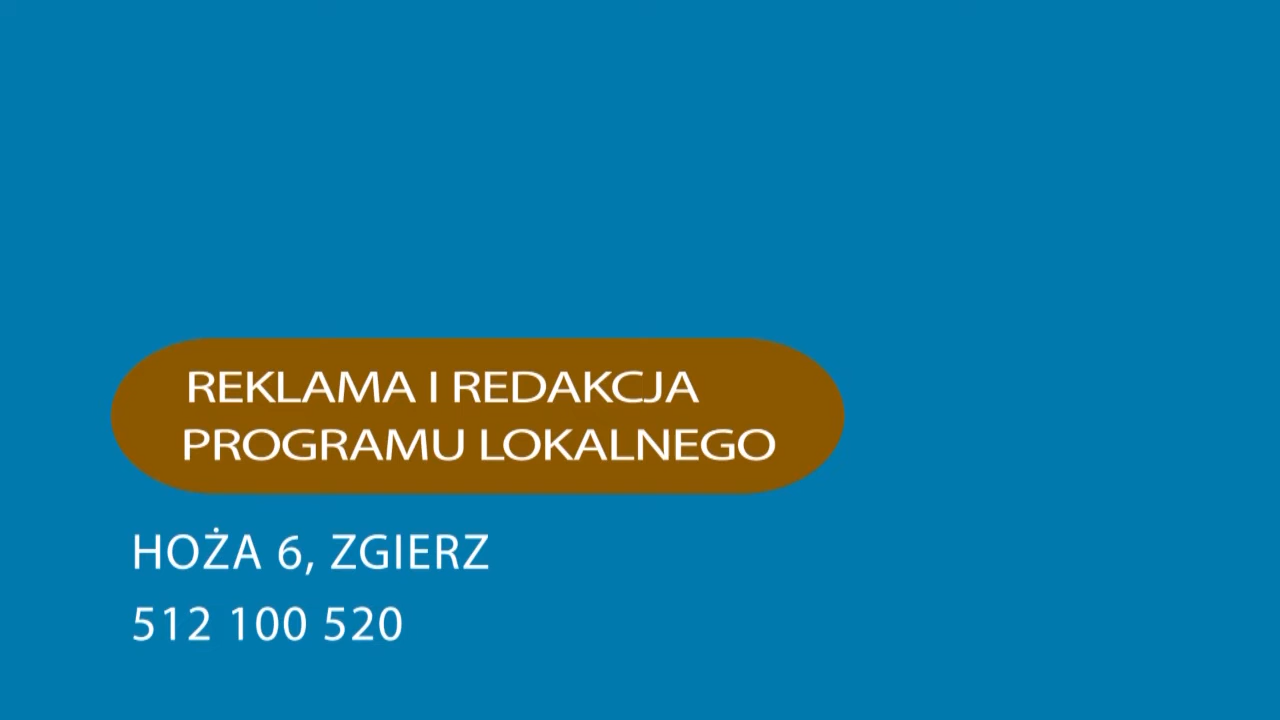 REKLAMA I REDAKCJA
PROGRAMU LOKALNEGO
HOŻA 6, ZGIERZ
512 100 520